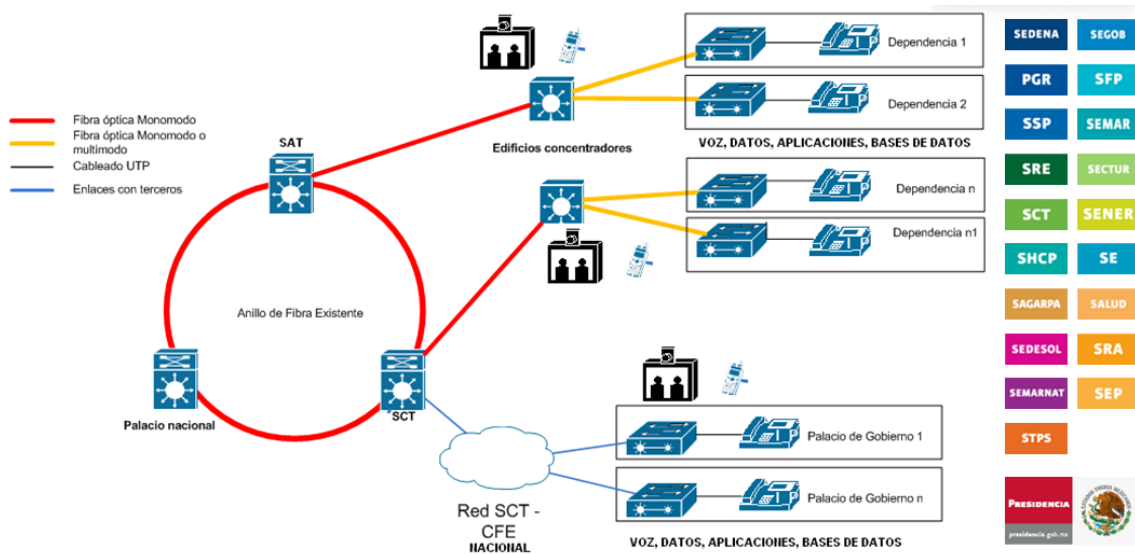 Fibra óptica Monomodo
Fibra óptica Monomodo o
multimodo
Cableado UTP
Enlaces con terceros
SAT
Anillo de Fibra Existente
Palacio nacional
SCT
Edificios concentradores
Dependencia 1
Dependencia 2
VOZ, DATOS, APLICACIONES, BASES DE DATOS
Dependencia n
Dependencia n1
Red SCT -
CFE
NACIONAL
Palacio de Gobierno 1
Palacio de Gobierno n
VOZ, DATOS, APLICACIONES, BASES DE DATOS
SEDENA
SEGOB
PGR
SFP
SSP
SEMAR
SRE
SECTUR
SCT
SENER
SHCP
SE
SAGARPA
SALUD
SEDESOL
SRA
SEMARNAT
SEP
STPS
PRESIDENCIA
presidencia.gob.mx
ESTADOS UNIDOS MEXICANOS